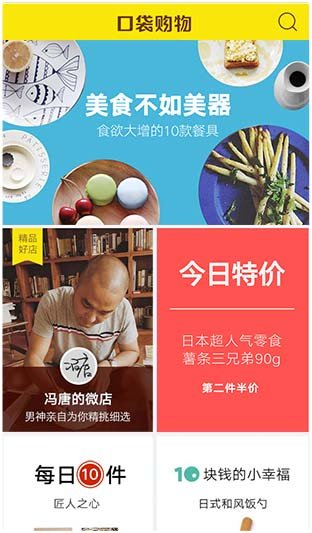 口袋购物
美食不如美器
食欲大增的10款餐具
PATISSERIE
精品
好店
今日特价
日本超人气零食
薯条三兄弟90g
第二件半价
冯唐的微店
男神亲自为你精挑细选
每日10件
匠人之心
10块钱的小幸福
日式和风饭勺